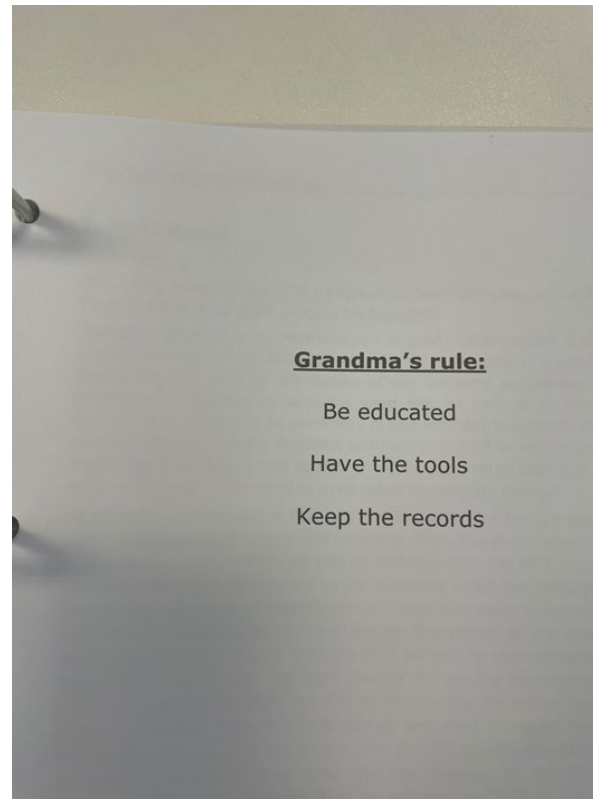 Grandma’s rule:
Be educated
Have the tools
Keep the records